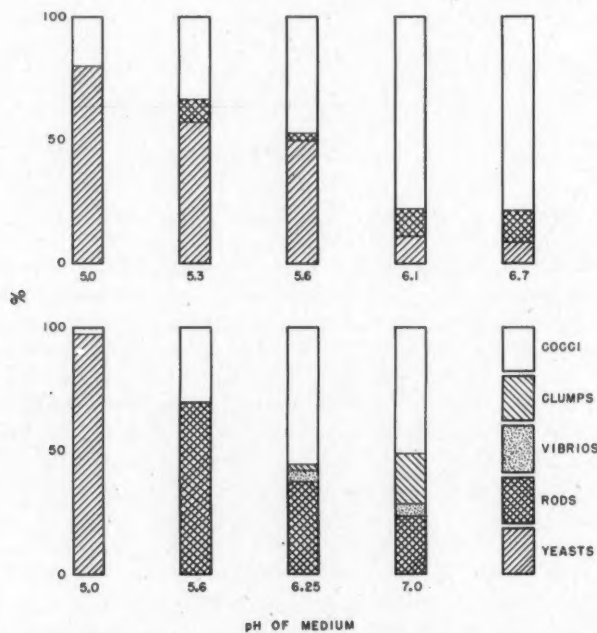 100
50
0
5.0 5.3 5.6 6.1 6.7
%
100
50
0
5.0 5.6 6.25 7.0
COCCI
CLUMPS
VIBRIOS
RODS
YEASTS
pH OF MEDIUM